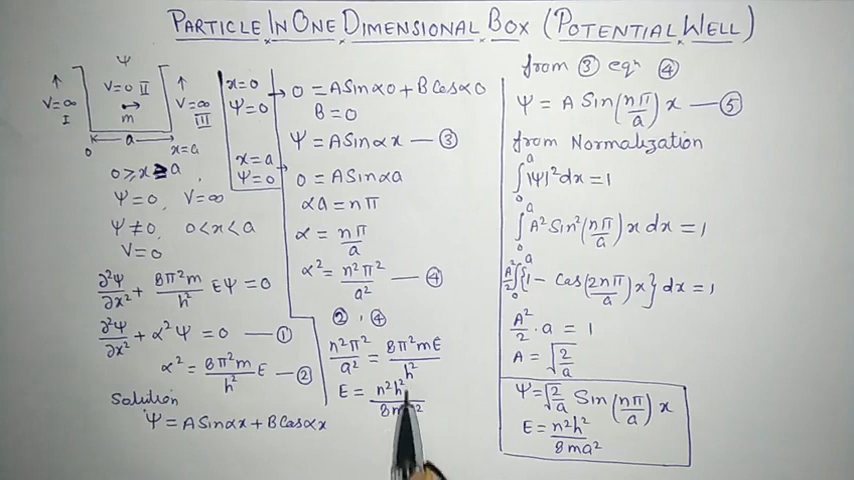 PARTICLE IN ONE DIMENSIONAL BOX (POTENTIAL WELL)
Ψ
V=∞
I
V=0 II
m
V=∞
III
a
0
x=a
0 ⩾ x ⩾ a
Ψ=0, V=∞
Ψ≠0, 0<x<a
V=0
∂²Ψ/∂x² + 8π²m/h² EΨ = 0
∂²Ψ/∂x² + α²Ψ = 0 — ①
α² = 8π²m/h² E — ②
Solution
Ψ = A Sinαx + B Cosαx
x=0
Ψ=0
→ 0 = A Sinα0 + B Cosα0
B = 0
Ψ = A Sinαx — ③
x=a
Ψ=0
→ 0 = A Sinαa
αa = nπ
α = nπ/a
α² = n²π²/a² — ④
②, ④
n²π²/a² = 8π²mE/h²
E = n²h²
from ③ eqn ④
Ψ = A Sin(nπ/a)x — ⑤
from Normalization
∫₀ᵃ |Ψ|² dx = 1
∫₀ᵃ A² Sin²(nπ/a)x dx = 1
A²/2 ∫₀ᵃ {1 - Cos(2nπ/a)x} dx = 1
A²/2 . a = 1
A = √(2/a)
Ψ = √(2/a) Sin(nπ/a)x
E = n²h²/8ma²